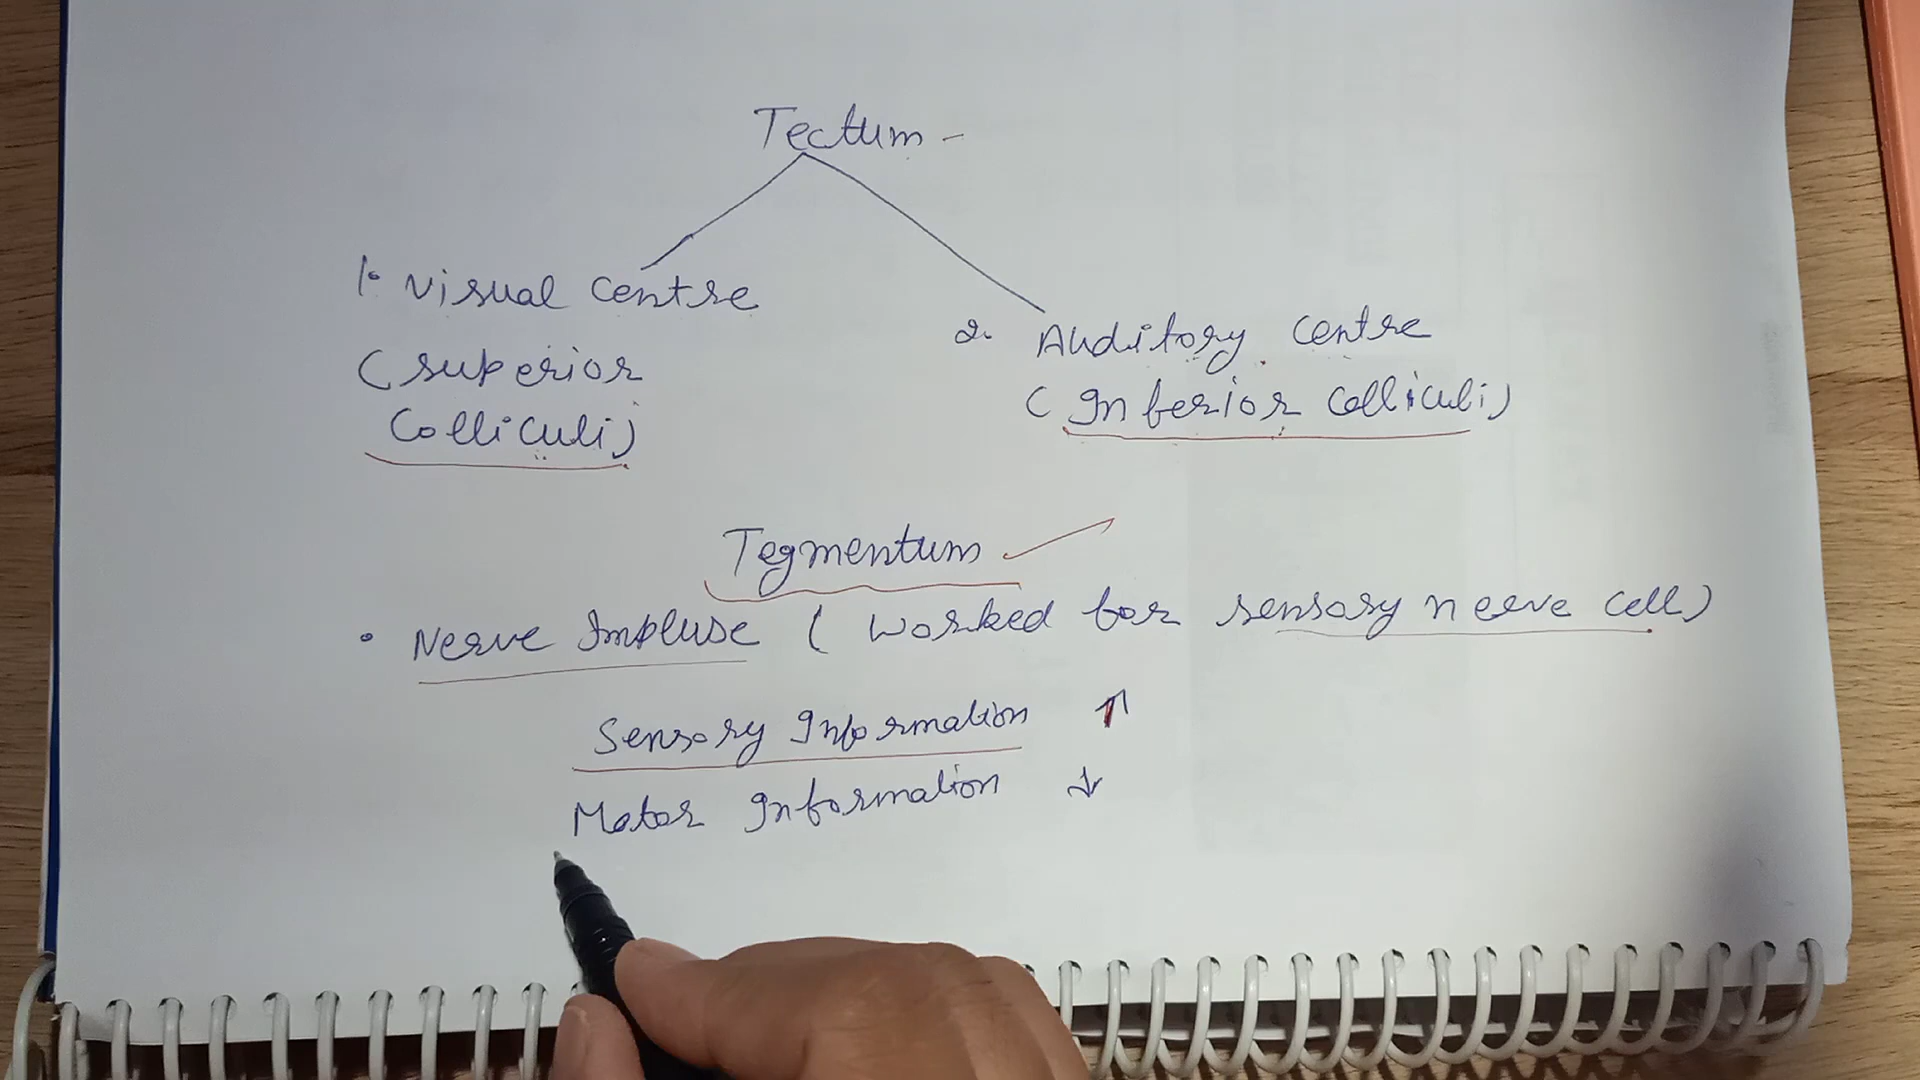 Tectum -
1. Visual Centre
(Superior
Colliculi)
2. Auditory Centre
(Inferior Colliculi)
Tegmentum
• Nerve Impluse ( Worked for sensory nerve cell)
Sensory Information ↑
Motor Information ↓